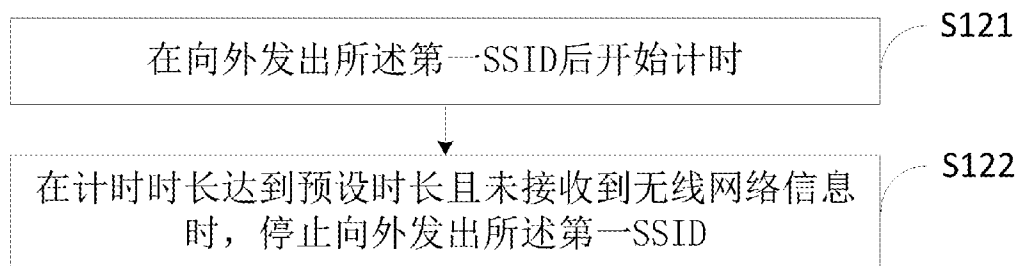 S121
在向外发出所述第一SSID后开始计时
S122
在计时时长达到预设时长且未接收到无线网络信息
时，停止向外发出所述第一SSID